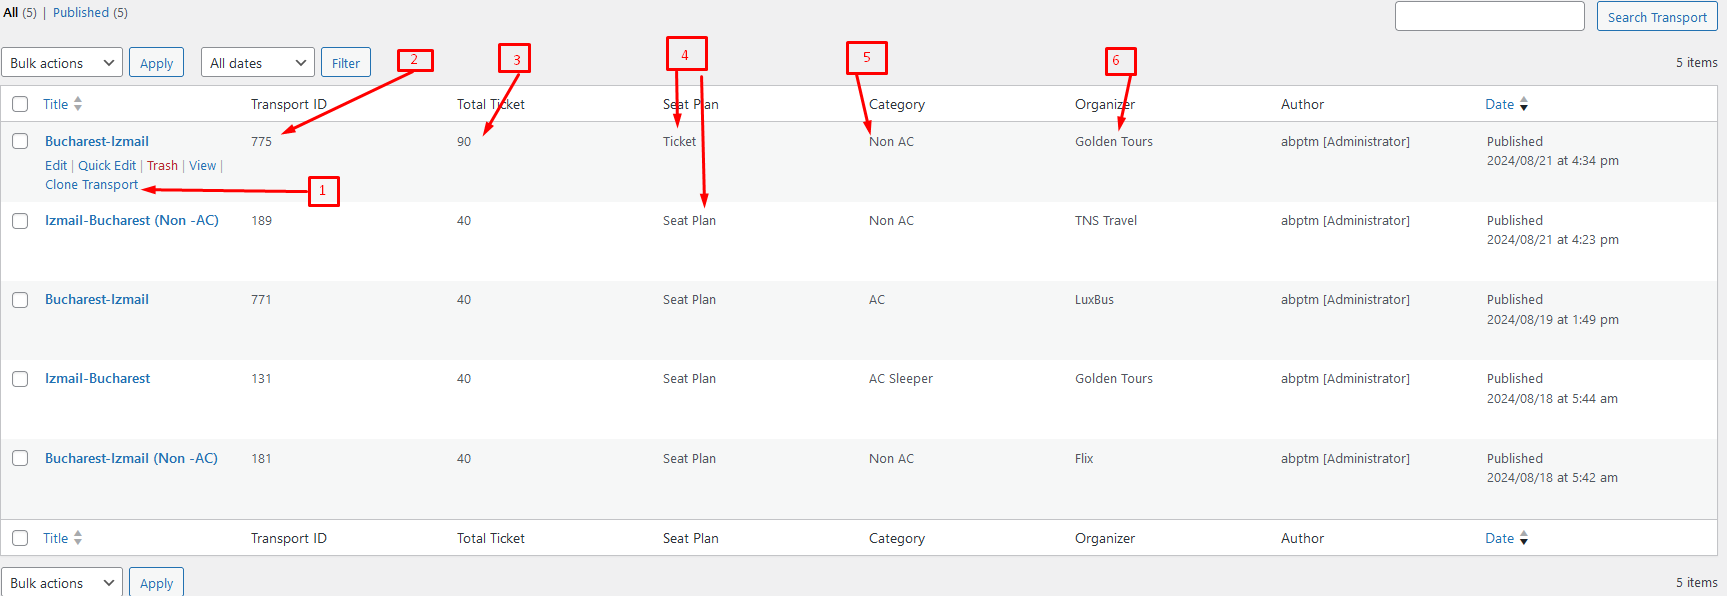 All (5) | Published (5)
Search Transport
Bulk actions Apply All dates Filter 2 3 4 5 6 5 items
Title Transport ID Total Ticket Seat Plan Category Organizer Author Date
Bucharest-Izmail 775 90 Ticket Non AC Golden Tours abptm [Administrator] Published
Edit | Quick Edit | Trash | View | 2024/08/21 at 4:34 pm
Clone Transport 1
Izmail-Bucharest (Non -AC) 189 40 Seat Plan Non AC TNS Travel abptm [Administrator] Published
2024/08/21 at 4:23 pm
Bucharest-Izmail 771 40 Seat Plan AC LuxBus abptm [Administrator] Published
2024/08/19 at 1:49 pm
Izmail-Bucharest 131 40 Seat Plan AC Sleeper Golden Tours abptm [Administrator] Published
2024/08/18 at 5:44 am
Bucharest-Izmail (Non -AC) 181 40 Seat Plan Non AC Flix abptm [Administrator] Published
2024/08/18 at 5:42 am
Title Transport ID Total Ticket Seat Plan Category Organizer Author Date
Bulk actions Apply 5 items